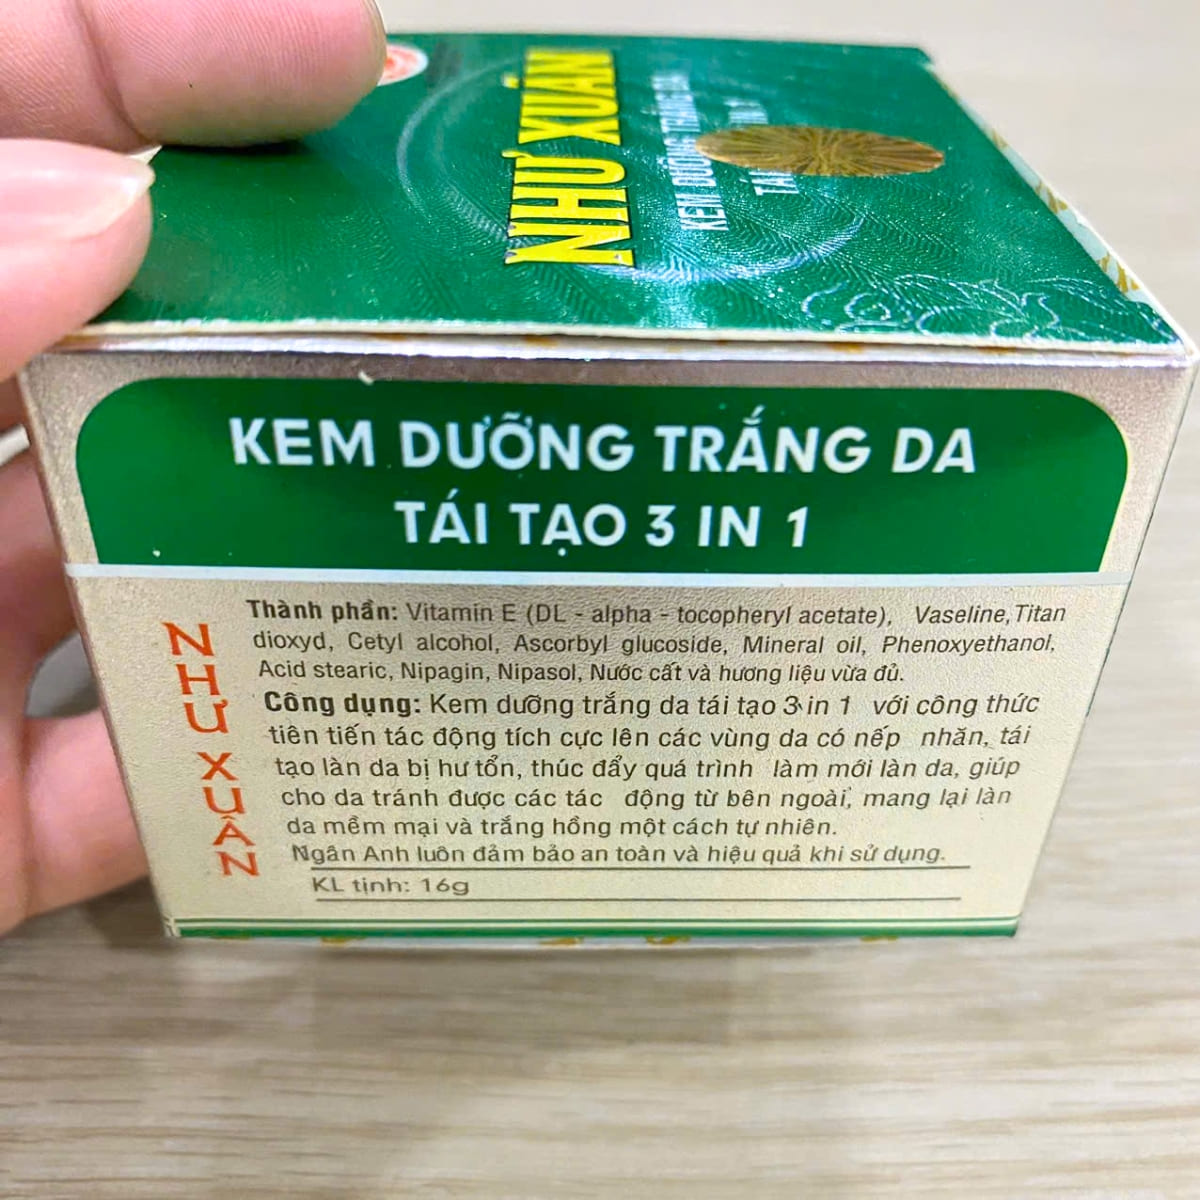 NHƯ XUÂN
KEM DƯỠNG TRẮNG DA
KEM DƯỠNG TRẮNG DA
TÁI TẠO 3 IN 1
NHƯ XUÂN
Thành phần: Vitamin E (DL - alpha - tocopheryl acetate), Vaseline, Titan
dioxyd, Cetyl alcohol, Ascorbyl glucoside, Mineral oil, Phenoxyethanol,
Acid stearic, Nipagin, Nipasol, Nước cất và hương liệu vừa đủ.
Công dụng: Kem dưỡng trắng da tái tạo 3 in 1 với công thức
tiên tiến tác động tích cực lên các vùng da có nếp nhăn, tái
tạo làn da bị hư tổn, thúc đẩy quá trình làm mới làn da, giúp
cho da tránh được các tác động từ bên ngoài, mang lại làn
da mềm mại và trắng hồng một cách tự nhiên.
Ngân Anh luôn đảm bảo an toàn và hiệu quả khi sử dụng.
KL tịnh: 16g